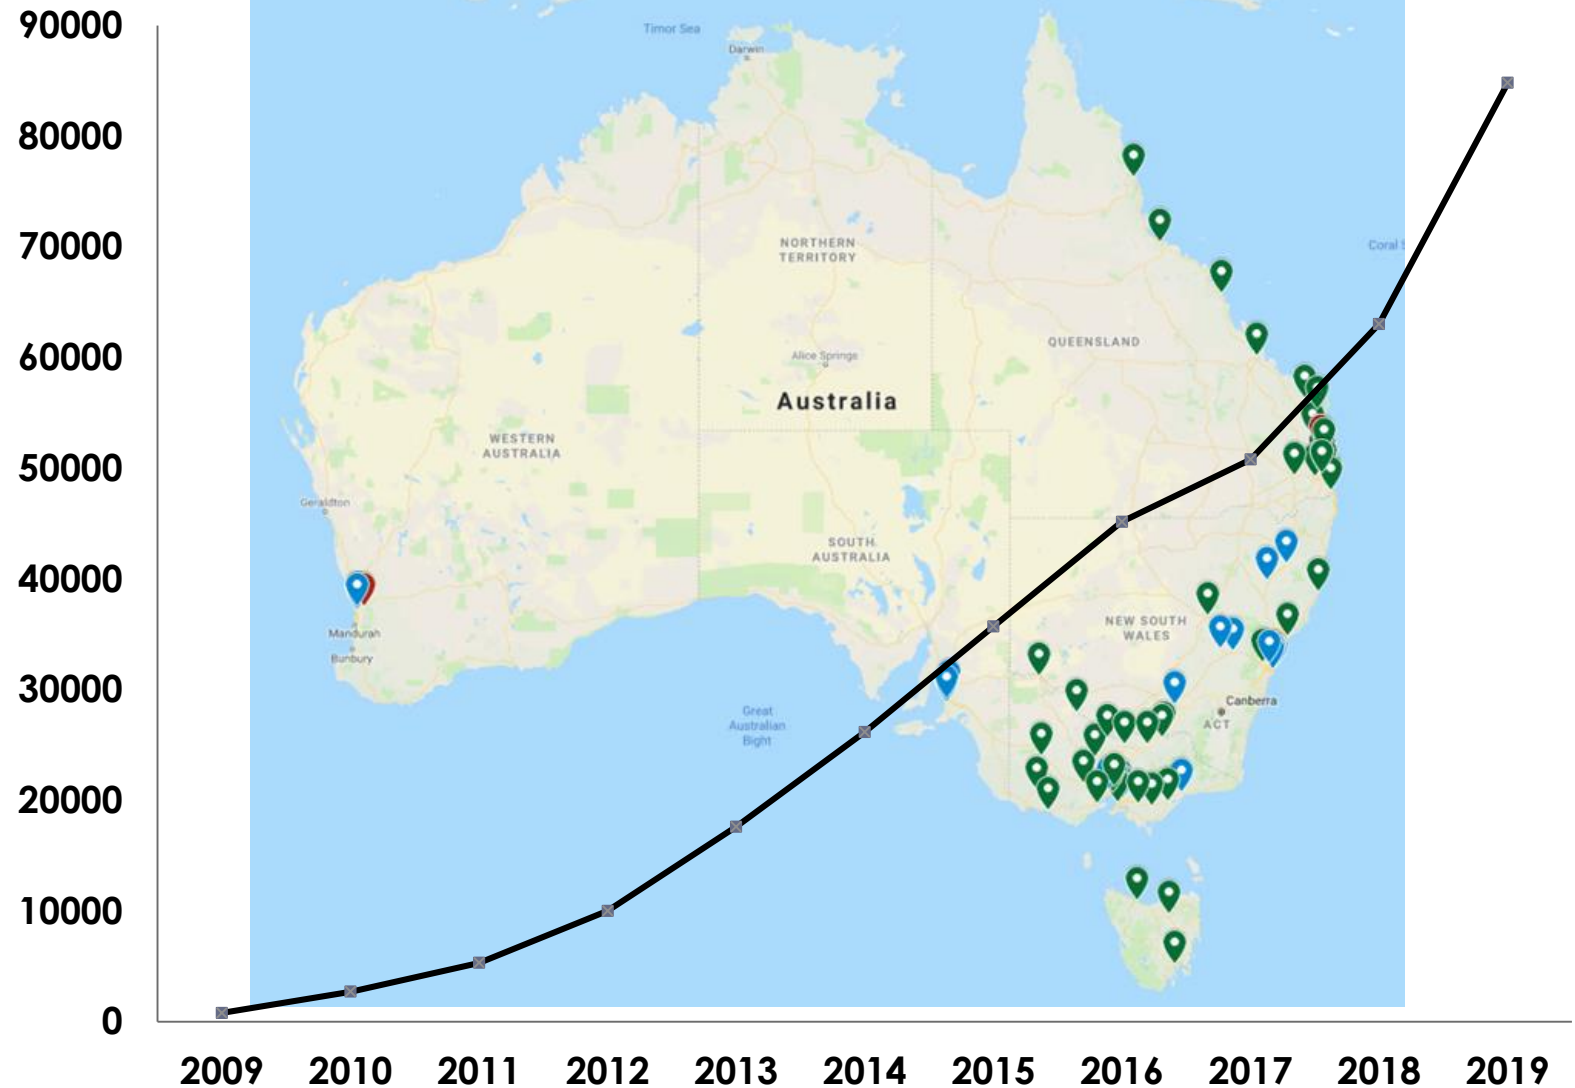 90000
80000
70000
60000
50000
40000
30000
20000
10000
0
Timor Sea
Darwin
NORTHERN
TERRITORY
Coral S
QUEENSLAND
Alice Springs
Australia
WESTERN
AUSTRALIA
Geraldton
SOUTH
AUSTRALIA
NEW SOUTH
WALES
Mandurah
Bunbury
Canberra
ACT
Great
Australian
Bight
2009 2010 2011 2012 2013 2014 2015 2016 2017 2018 2019